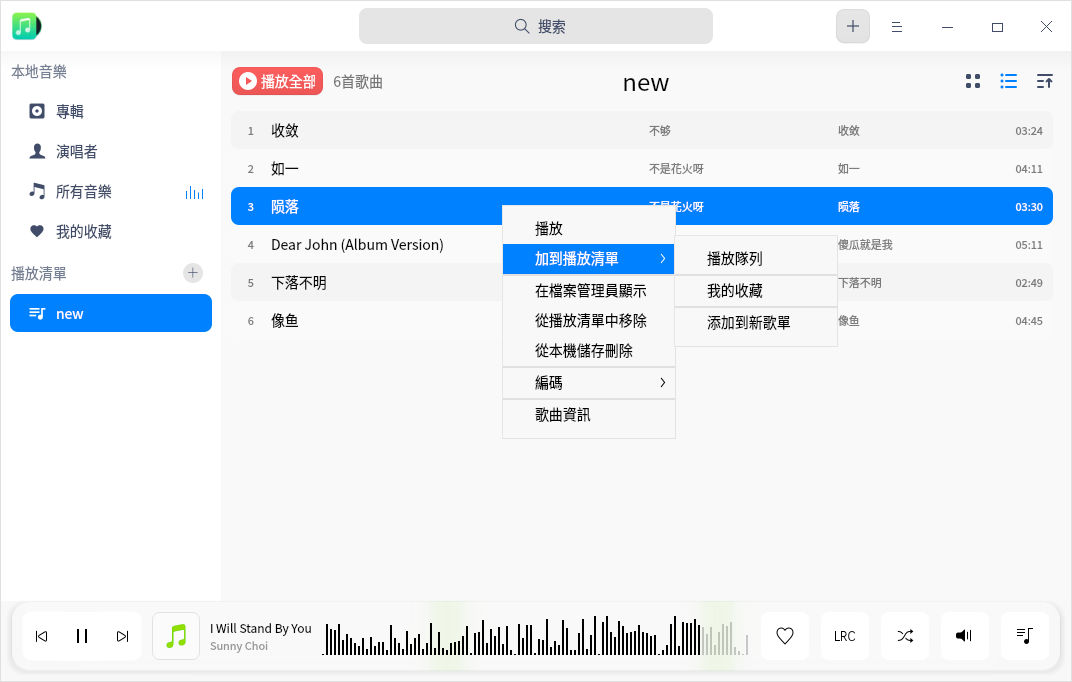 搜索
本地音樂
專輯
演唱者
所有音樂
我的收藏
播放清單
new
播放全部 6首歌曲 new
1 收敛 不够 收敛 03:24
2 如一 不是花火呀 如一 04:11
3 陨落 不是花火呀 陨落 03:30
4 Dear John (Album Version) 傻瓜就是我 05:11
5 下落不明 下落不明 02:49
6 像鱼 像鱼 04:45
播放
加到播放清單
在檔案管理員顯示
從播放清單中移除
從本機儲存刪除
編碼
歌曲資訊
播放隊列
我的收藏
添加到新歌單
I Will Stand By You
Sunny Choi
LRC